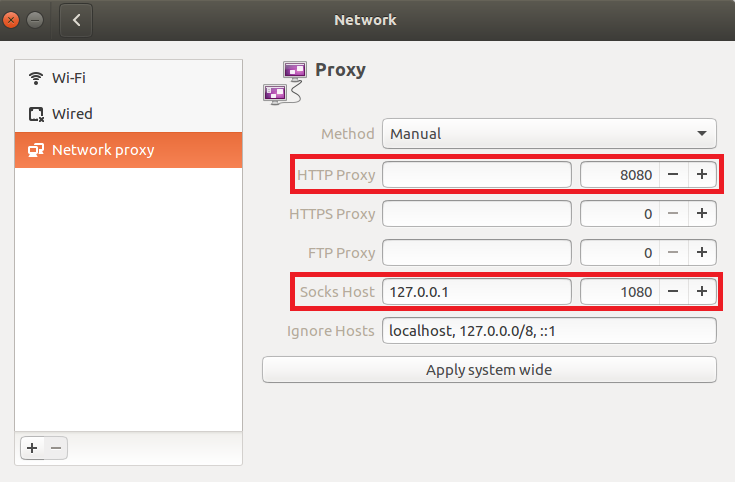 Network
Wi-Fi
Wired
Network proxy
Proxy
Method Manual
HTTP Proxy 8080 − +
HTTPS Proxy 0 − +
FTP Proxy 0 − +
Socks Host 127.0.0.1 1080 − +
Ignore Hosts localhost, 127.0.0.0/8, ::1
Apply system wide
+ −